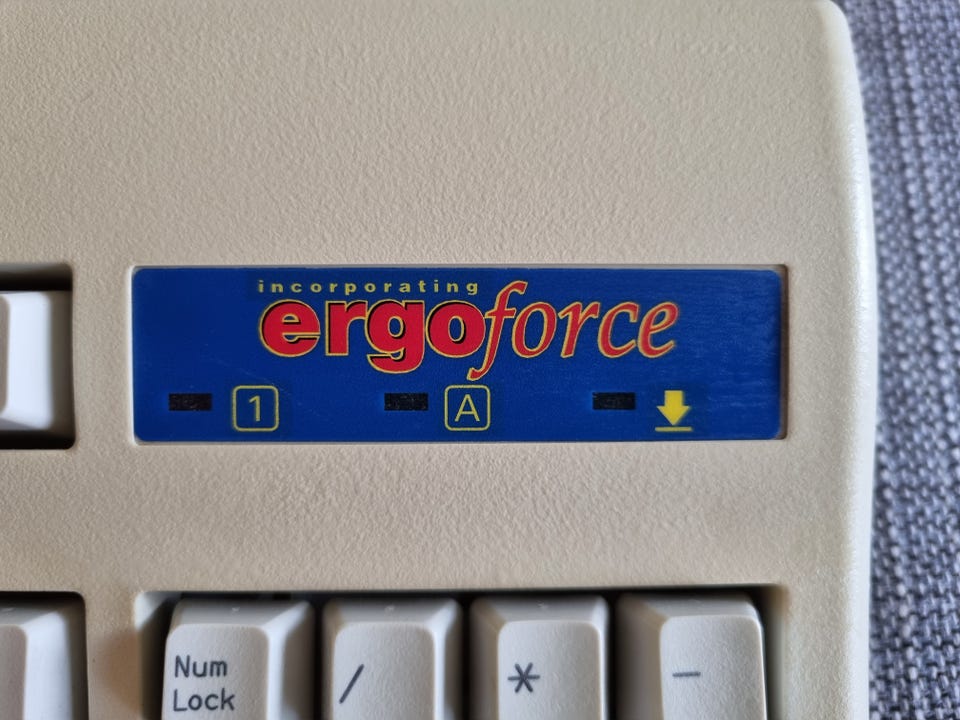 incorporating
ergoforce
1 A
Num / * -
Lock